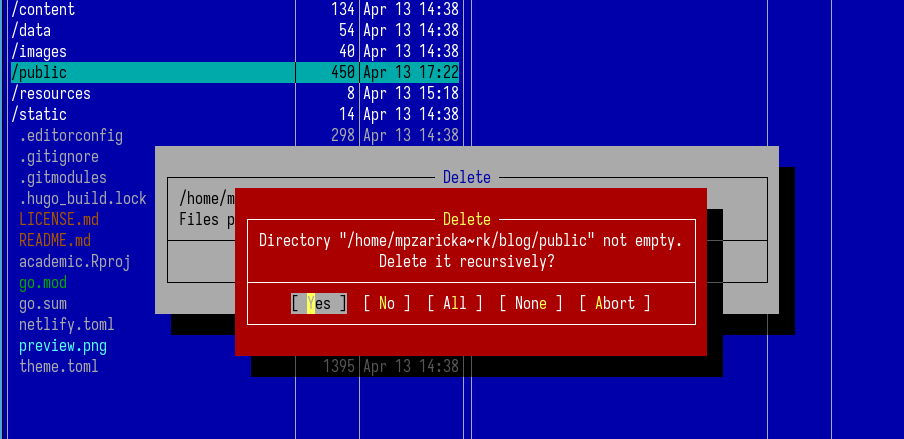 /content 134 Apr 13 14:38
/data 54 Apr 13 14:38
/images 40 Apr 13 14:38
/public 450 Apr 13 17:22
/resources 8 Apr 13 15:18
/static 14 Apr 13 14:38
.editorconfig 298 Apr 13 14:38
.gitignore
.gitmodules
Delete
.hugo_build.lock /home/m
LICENSE.md Files p
Delete
README.md
Directory "/home/mpzaricka~rk/blog/public" not empty.
academic.Rproj
Delete it recursively?
go.mod
go.sum
[ Yes ] [ No ] [ All ] [ None ] [ Abort ]
netlify.toml
preview.png
theme.toml 1395 Apr 13 14:38